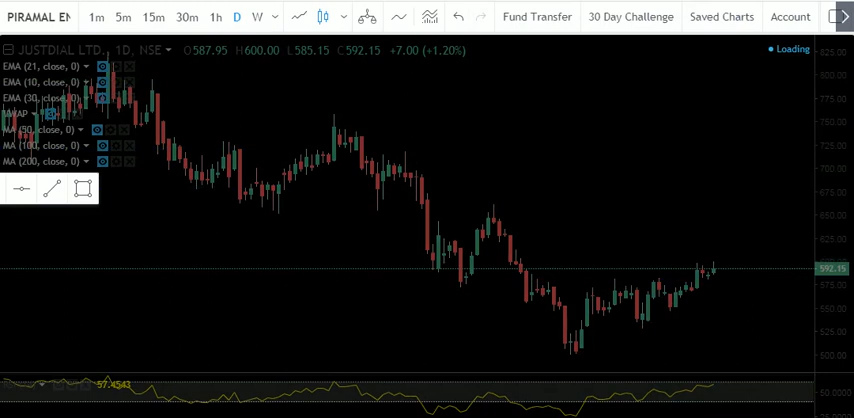 PIRAMAL EN 1m 5m 15m 30m 1h D W Fund Transfer 30 Day Challenge Saved Charts Account
JUSTDIAL LTD., 1D, NSE O587.95 H600.00 L585.15 C592.15 +7.00 (+1.20%)
Loading
825.00
EMA (21, close, 0)
800.00
EMA (10, close, 0)
EMA (30, close, 0)
775.00
VWAP
750.00
MA (50, close, 0)
725.00
MA (100, close, 0)
MA (200, close, 0)
700.00
675.00
650.00
625.00
592.15
575.00
550.00
525.00
500.00
57.4543
50.0000